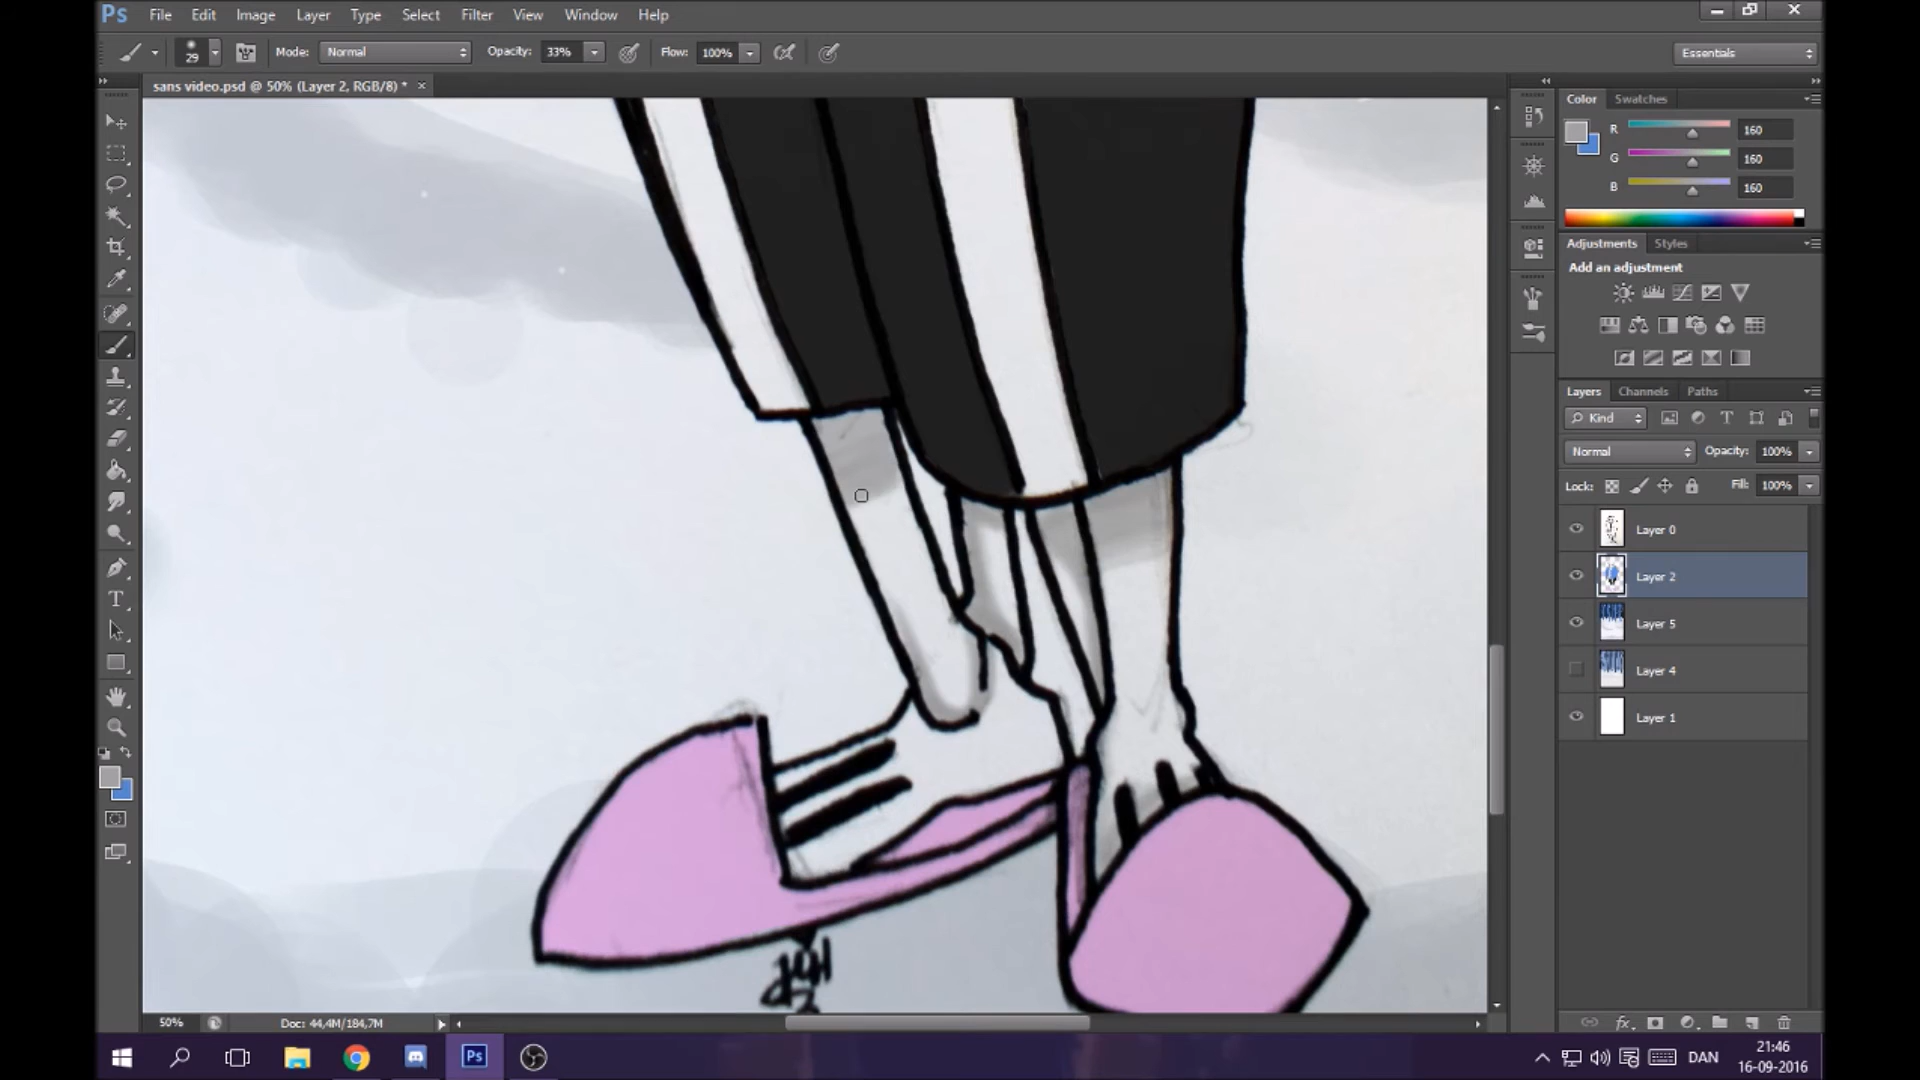 Ps File Edit Image Layer Type Select Filter View Window Help
29 Mode: Normal Opacity: 33% Flow: 100% Essentials
sans video.psd @ 50% (Layer 2, RGB/8) * ×
Color Swatches
R 160
G 160
B 160
Adjustments Styles
Add an adjustment
Layers Channels Paths
Kind T
Normal Opacity: 100%
Lock: Fill: 100%
Layer 0
Layer 2
Layer 5
Layer 4
Layer 1
T
50% Doc: 44,4M/184,7M
fx
Ps
DAN
21:46
16-09-2016